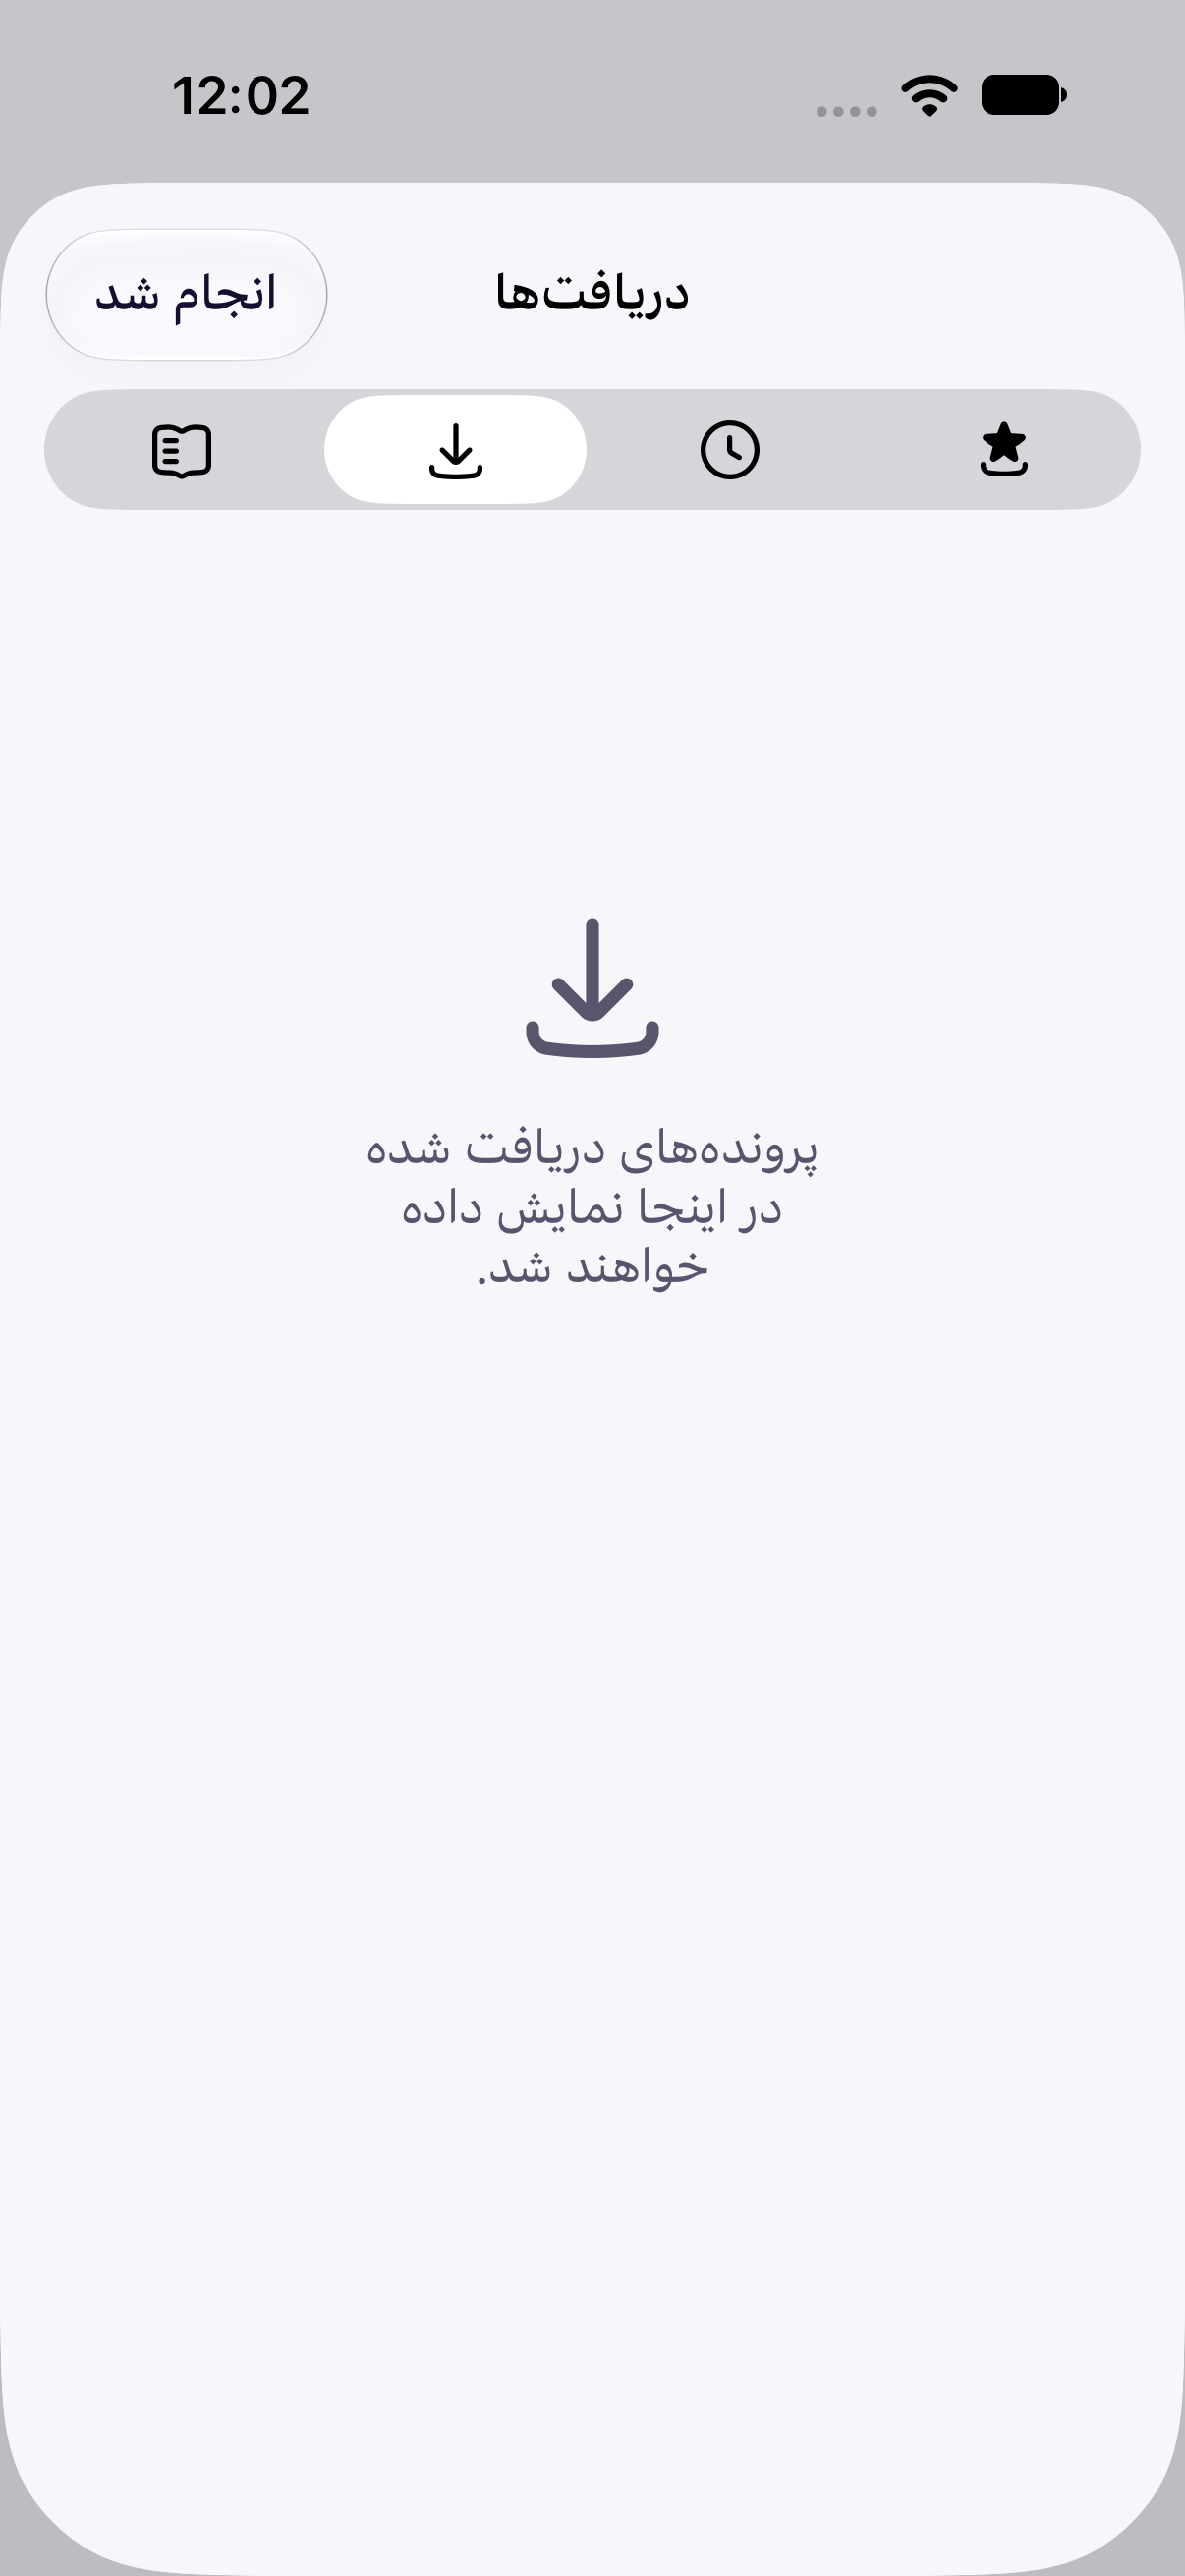 12:02
دریافت‌ها
انجام شد
پرونده‌های دریافت شده
در اینجا نمایش داده
خواهند شد.